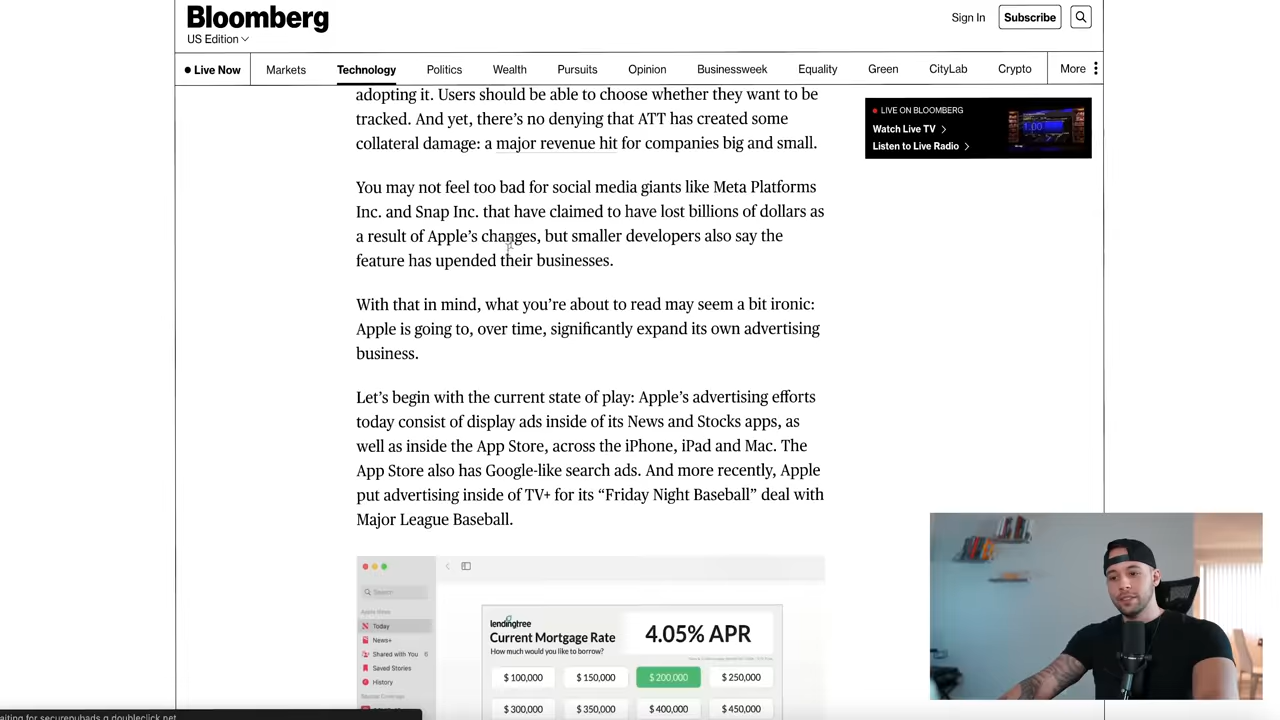 Bloomberg
US Edition
Sign In
Subscribe
Live Now
Markets
Technology
Politics
Wealth
Pursuits
Opinion
Businessweek
Equality
Green
CityLab
Crypto
More
adopting it. Users should be able to choose whether they want to be
tracked. And yet, there's no denying that ATT has created some
collateral damage: a major revenue hit for companies big and small.
You may not feel too bad for social media giants like Meta Platforms
Inc. and Snap Inc. that have claimed to have lost billions of dollars as
a result of Apple's changes, but smaller developers also say the
feature has upended their businesses.
With that in mind, what you're about to read may seem a bit ironic:
Apple is going to, over time, significantly expand its own advertising
business.
Let's begin with the current state of play: Apple's advertising efforts
today consist of display ads inside of its News and Stocks apps, as
well as inside the App Store, across the iPhone, iPad and Mac. The
App Store also has Google-like search ads. And more recently, Apple
put advertising inside of TV+ for its “Friday Night Baseball” deal with
Major League Baseball.
LIVE ON BLOOMBERG
Watch Live TV
Listen to Live Radio
1.00
Search
Apple News
Today
News+
Shared with You 6
Saved Stories
History
lendingtree
Current Mortgage Rate
How much would you like to borrow?
4.05% APR
$ 100,000
$ 150,000
$ 200,000
$ 250,000
$ 300,000
$ 350,000
$ 400,000
$ 450,000
aiting for securepubads.g.doubleclick.net